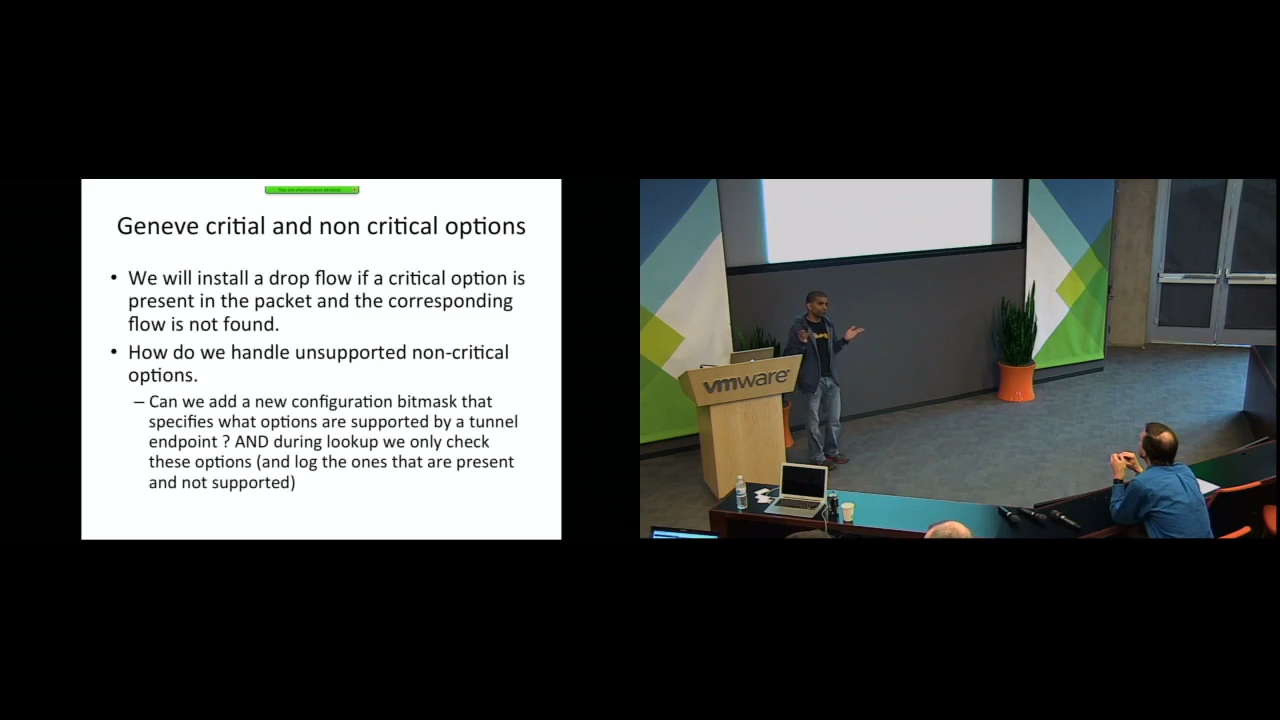 Geneve critial and non critical options
• We will install a drop flow if a critical option is
present in the packet and the corresponding
flow is not found.
• How do we handle unsupported non-critical
options.
– Can we add a new configuration bitmask that
specifies what options are supported by a tunnel
endpoint ? AND during lookup we only check
these options (and log the ones that are present
and not supported)
vmware